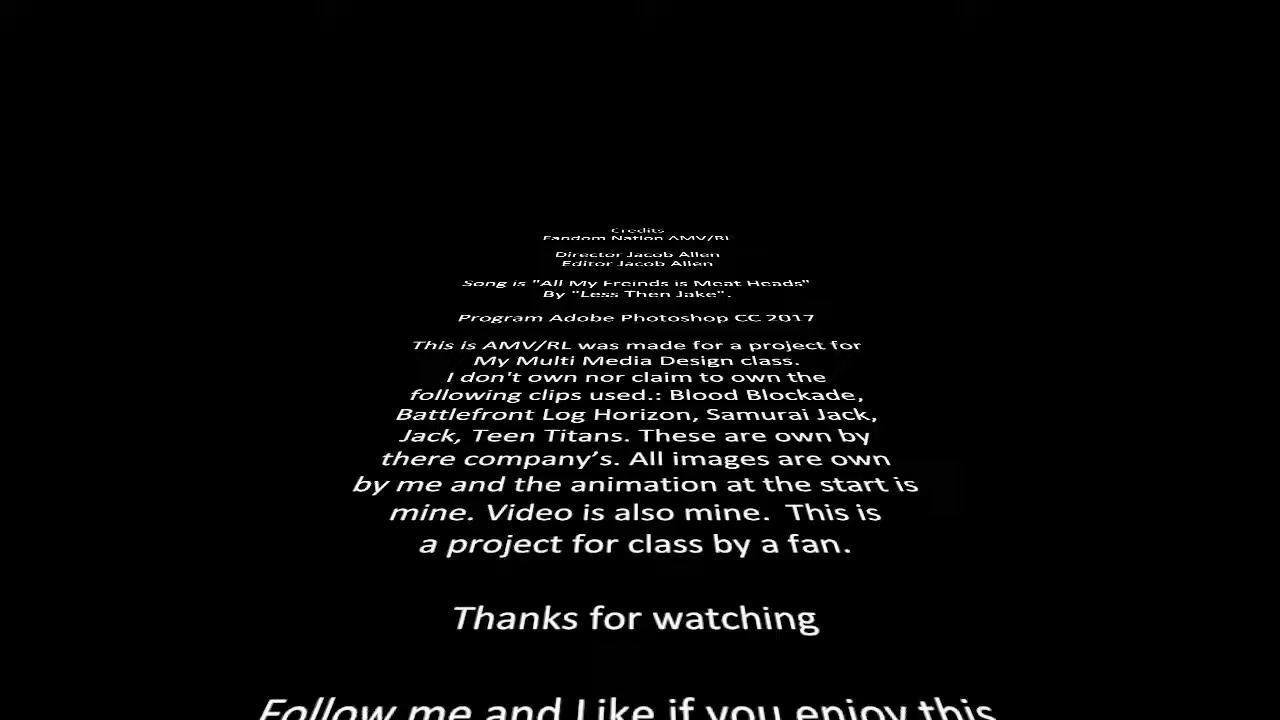 Credits
Fandom Nation AMV/RL
Director Jacob Allen
Editor Jacob Allen
Song is "All My Freinds is Meat Heads"
By "Less Then Jake".
Program Adobe Photoshop CC 2017
This is AMV/RL was made for a project for
My Multi Media Design class.
I don't own nor claim to own the
following clips used.: Blood Blockade,
Battlefront Log Horizon, Samurai Jack,
Jack, Teen Titans. These are own by
there company’s. All images are own
by me and the animation at the start is
mine. Video is also mine. This is
a project for class by a fan.
Thanks for watching
Follow me and Like if you enjoy this